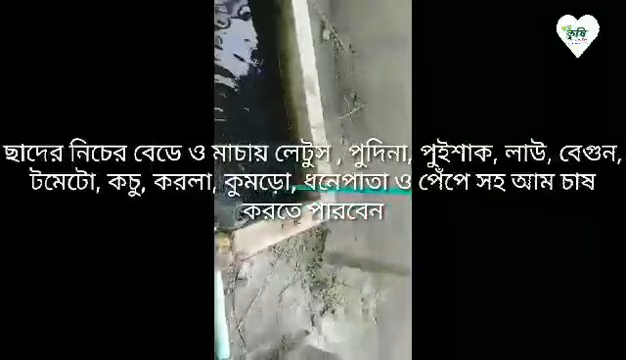 কৃষি
ছাদের নিচের বেডে ও মাচায় লেটুস , পুদিনা, পুইশাক, লাউ, বেগুন,
টমেটো, কচু, করলা, কুমড়ো, ধনেপাতা ও পেঁপে সহ আম চাষ
করতে পারবেন